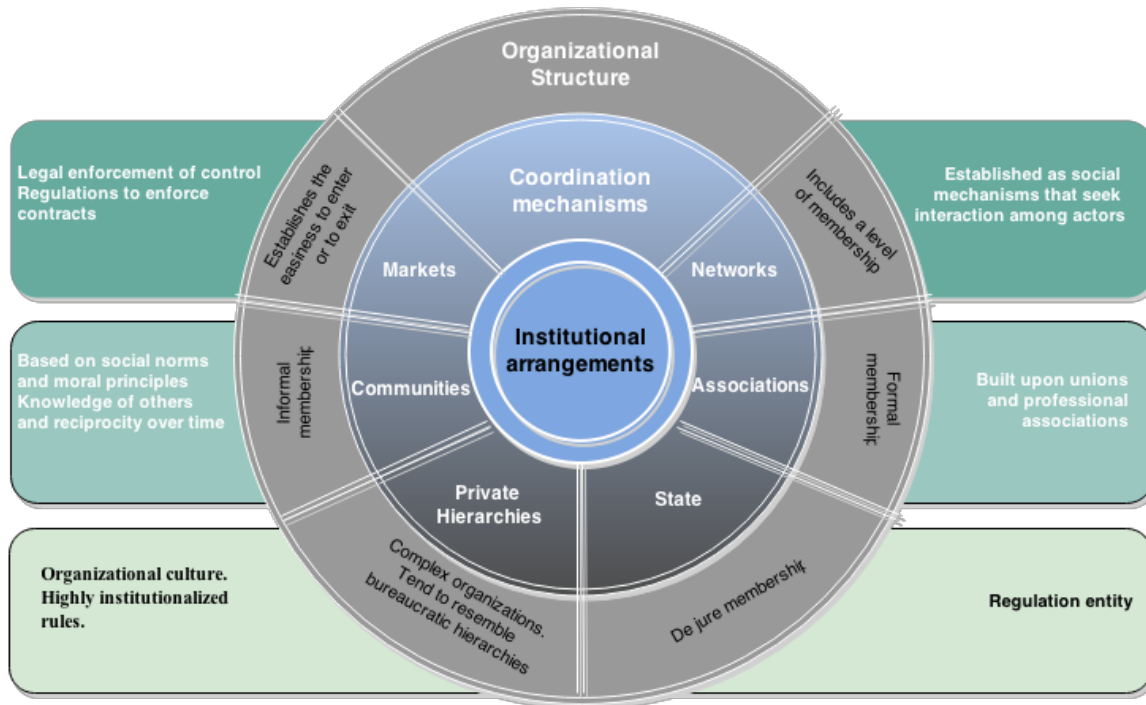 Organizational
Structure
Coordination
mechanisms
Legal enforcement of control
Regulations to enforce
contracts
Establishes the
easiness to enter
or to exit
Markets
Networks
Includes a level
of membership
Established as social
mechanisms that seek
interaction among actors
Institutional
arrangements
Based on social norms
and moral principles
Knowledge of others
and reciprocity over time
Informal
membership
Communities
Associations
Formal
membership
Built upon unions
and professional
associations
Private
Hierarchies
State
Organizational culture.
Highly institutionalized
rules.
Complex organizations.
Tend to resemble
bureaucratic hierarchies
De jure membership
Regulation entity